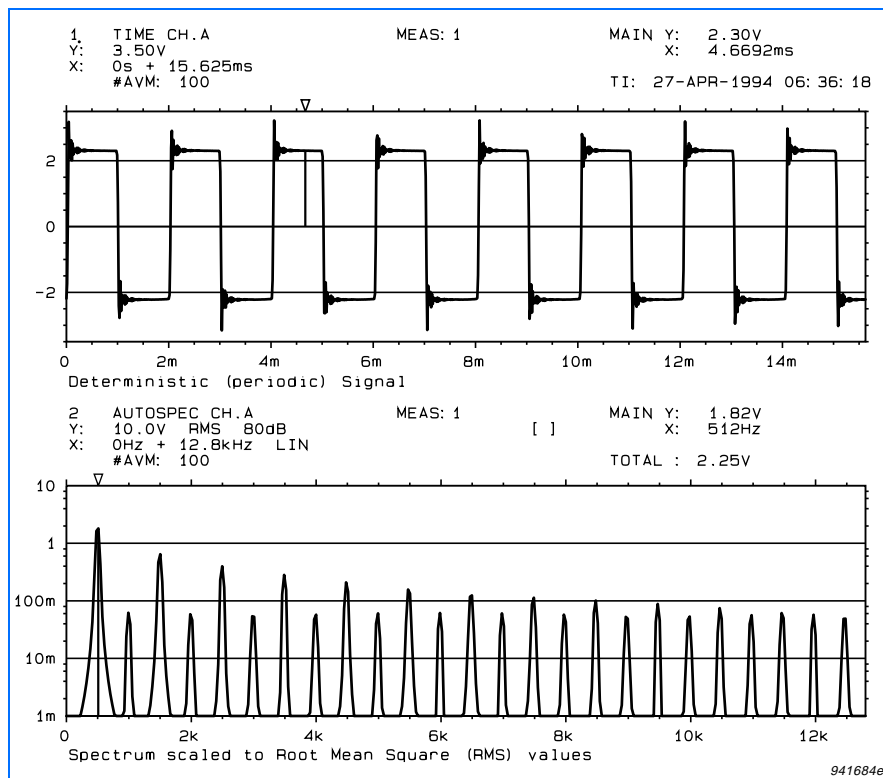 1. TIME CH.A MEAS: 1 MAIN Y: 2.30V
Y: 3.50V X: 4.6692ms
X: 0s + 15.625ms
#AVM: 100 TI: 27-APR-1994 06:36:18
2
0
-2
0 2m 4m 6m 8m 10m 12m 14m
Deterministic (periodic) Signal
2 AUTOSPEC CH.A MEAS: 1 MAIN Y: 1.82V
Y: 10.0V RMS 80dB [ ] X: 512Hz
X: 0Hz + 12.8kHz LIN
#AVM: 100 TOTAL : 2.25V
10
1
100m
10m
1m
0 2k 4k 6k 8k 10k 12k
Spectrum scaled to Root Mean Square (RMS) values
941684e